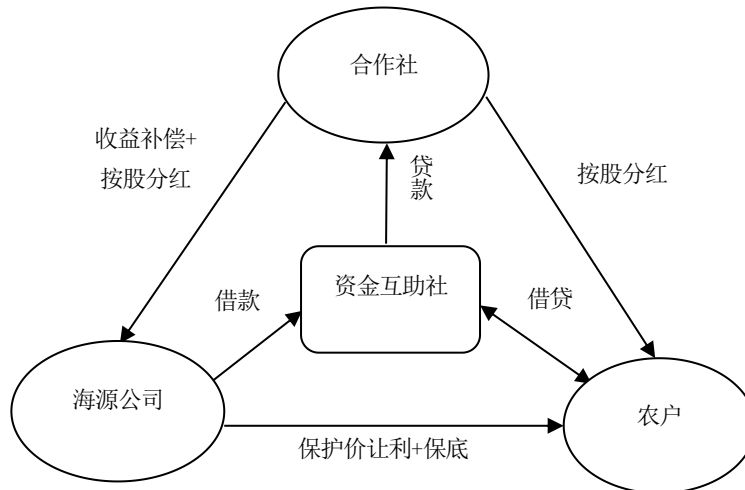 合作社
收益补偿+
按股分红
贷款
按股分红
资金互助社
借款
借贷
海源公司
农户
保护价让利+保底